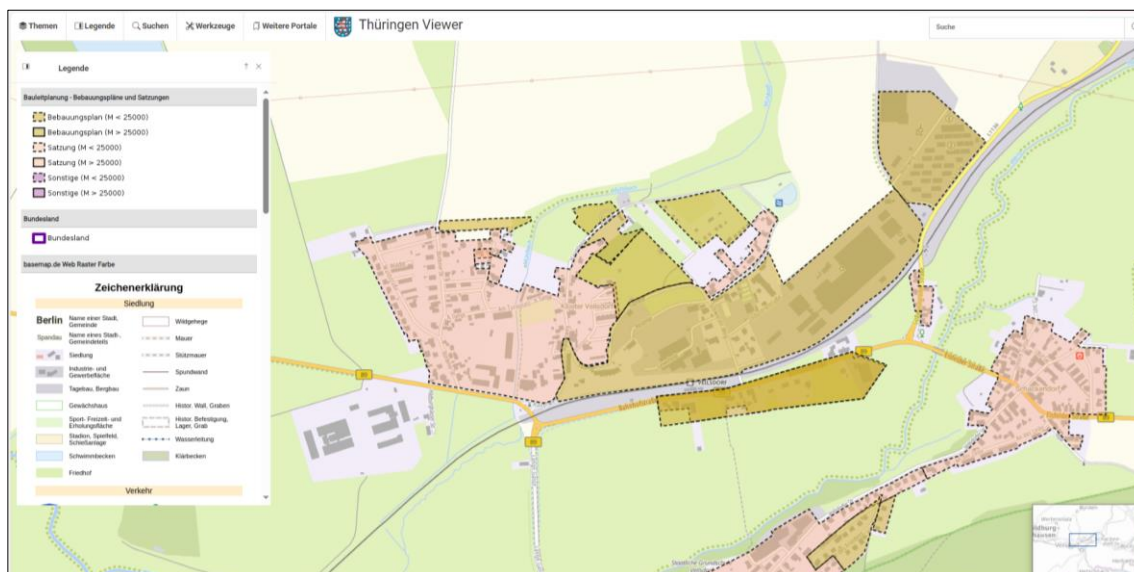 Themen
Legende
Suchen
Werkzeuge
Weitere Portale
Thüringen Viewer
Suche
Legende
Bauleitplanung - Bebauungspläne und Satzungen
Bebauungsplan (M < 25000)
Bebauungsplan (M > 25000)
Satzung (M < 25000)
Satzung (M > 25000)
Sonstige (M < 25000)
Sonstige (M > 25000)
Bundesland
Bundesland
basemap.de Web Raster Farbe
Zeichenerklärung
Siedlung
Berlin
Name einer Stadt,
Gemeinde
Wildgehege
Spandau
Name eines Stadt-,
Gemeindeteils
Mauer
Siedlung
Stützmauer
Industrie- und
Gewerbefläche
Spundwand
Tagebau, Bergbau
Zaun
Gewächshaus
Histor. Wall, Graben
Sport- Freizeit- und
Erholungsfläche
Histor. Befestigung,
Lager, Grab
Stadion, Spielfeld,
Schießanlage
Wasserleitung
Schwimmbecken
Klärbecken
Friedhof
Verkehr
89
89
89
89